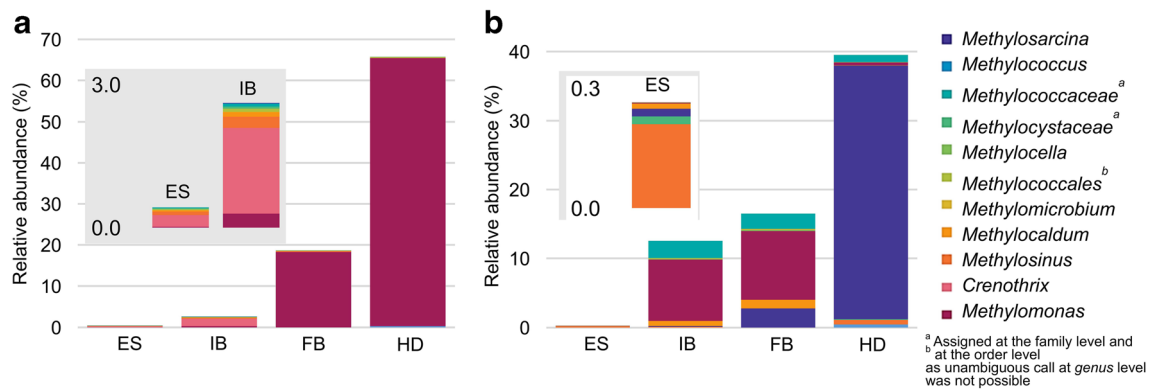 a
Relative abundance (%)
70
60
50
40
30
20
10
0
3.0
0.0
ES
IB
ES IB FB HD
b
Relative abundance (%)
40
30
20
10
0
0.3
0.0
ES
ES IB FB HD
Methylosarcina
Methylococcus
Methylococcaceae a
Methylocystaceae a
Methylocella
Methylococcales b
Methylomicrobium
Methylocaldum
Methylosinus
Crenothrix
Methylomonas
a Assigned at the family level and
b at the order level
as unambiguous call at genus level
was not possible